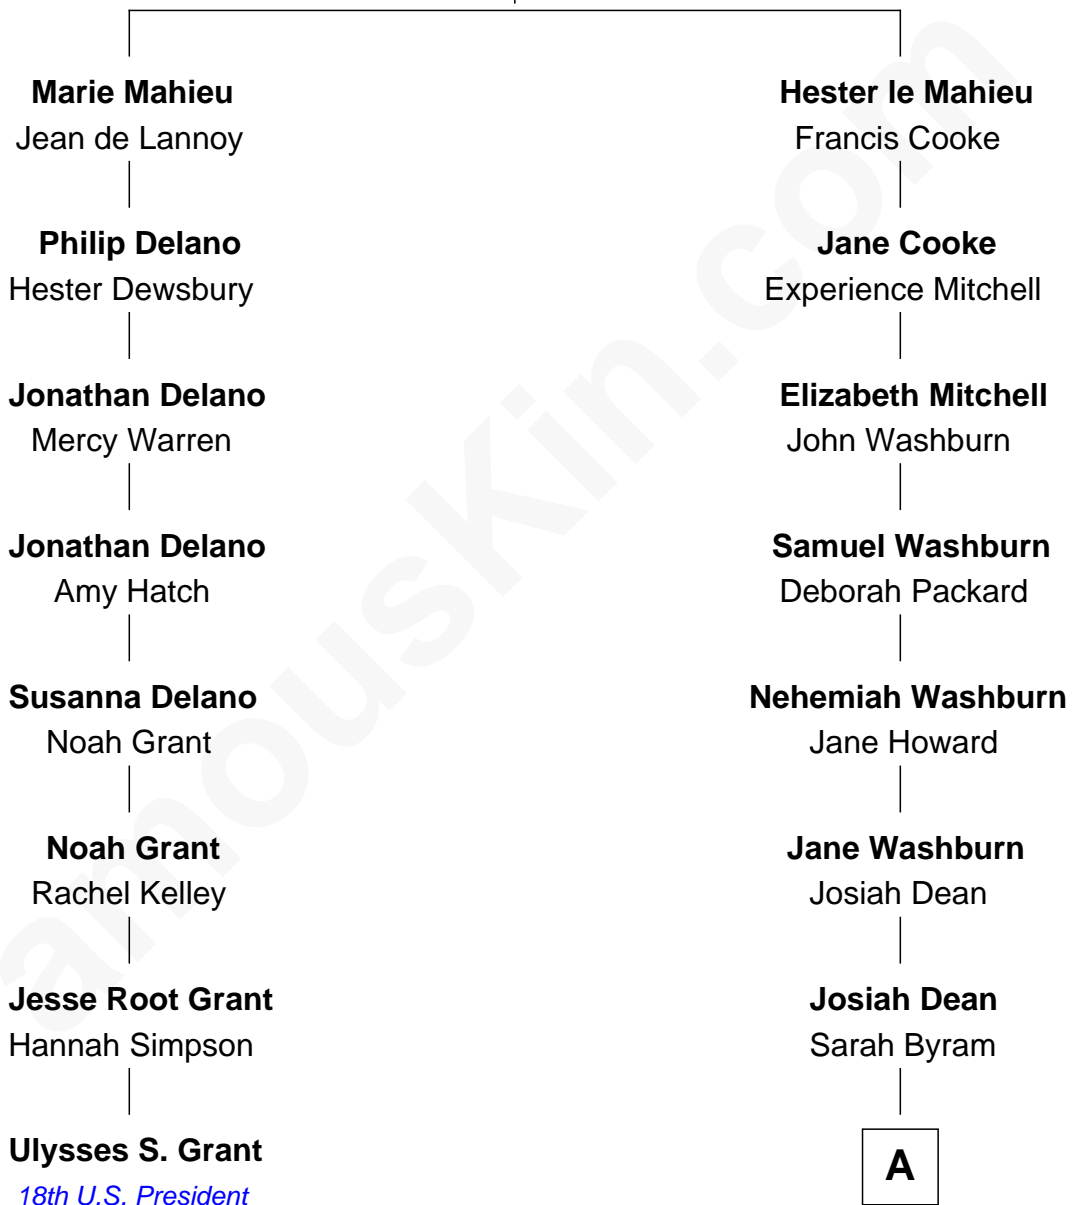 Marie Mahieu
Jean de Lannoy
Philip Delano
Hester Dewsbury
Jonathan Delano
Mercy Warren
Jonathan Delano
Amy Hatch
Susanna Delano
Noah Grant
Noah Grant
Rachel Kelley
Jesse Root Grant
Hannah Simpson
Ulysses S. Grant
18th U.S. President
Hester le Mahieu
Francis Cooke
Jane Cooke
Experience Mitchell
Elizabeth Mitchell
John Washburn
Samuel Washburn
Deborah Packard
Nehemiah Washburn
Jane Howard
Jane Washburn
Josiah Dean
Josiah Dean
Sarah Byram
A
amouskin.com